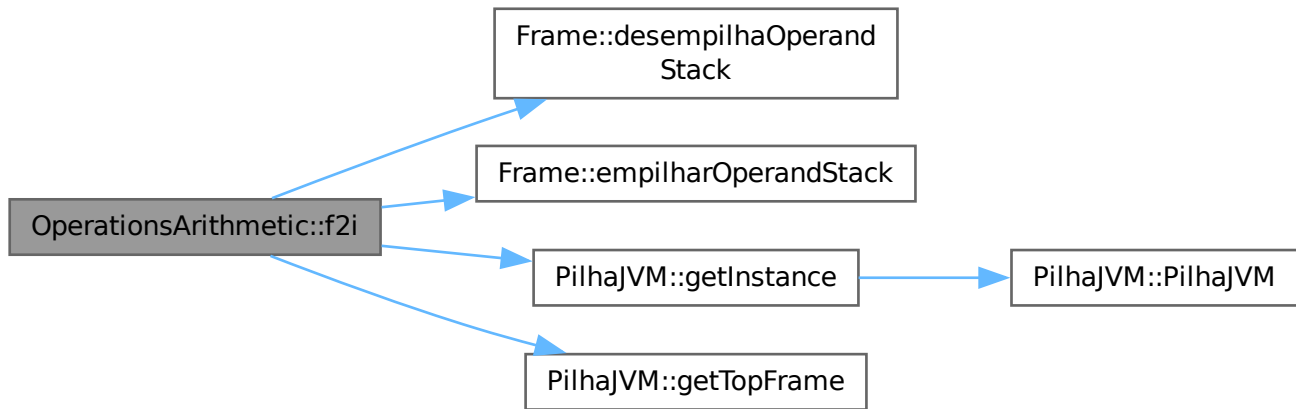 Frame::desempilhaOperand
Stack
Frame::empilharOperandStack
OperationsArithmetic::f2i
PilhaJVM::getInstance
PilhaJVM::PilhaJVM
PilhaJVM::getTopFrame